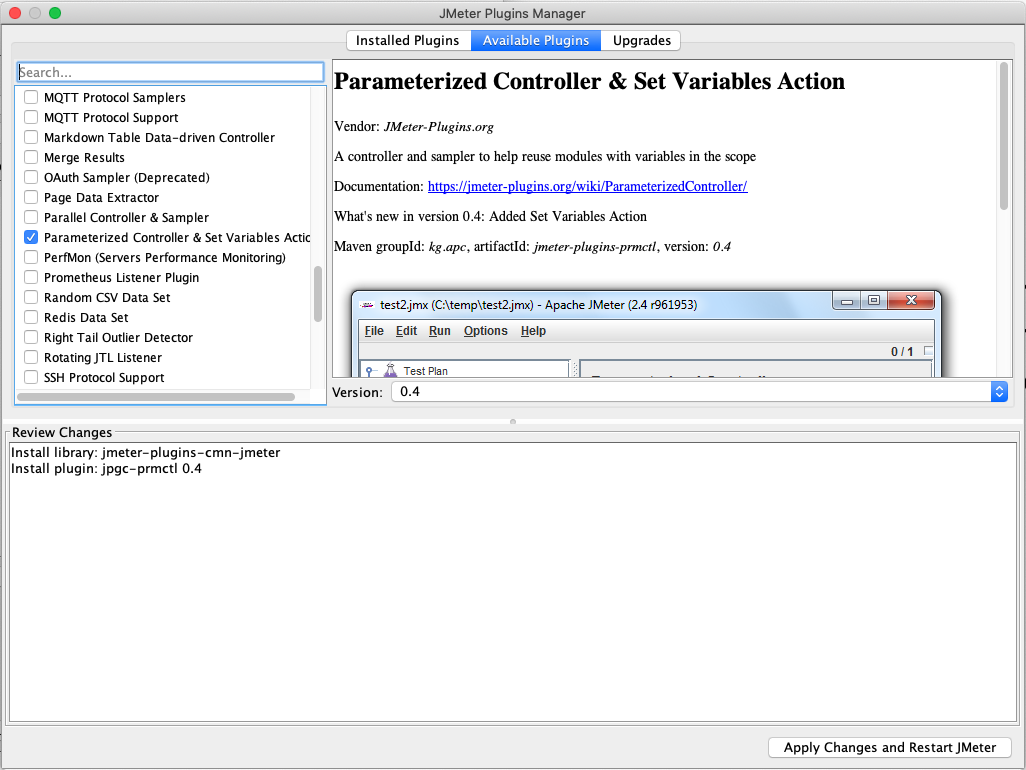 JMeter Plugins Manager
Installed Plugins
Available Plugins
Upgrades
Search...
MQTT Protocol Samplers
MQTT Protocol Support
Markdown Table Data-driven Controller
Merge Results
OAuth Sampler (Deprecated)
Page Data Extractor
Parallel Controller & Sampler
Parameterized Controller & Set Variables Actic
PerfMon (Servers Performance Monitoring)
Prometheus Listener Plugin
Random CSV Data Set
Redis Data Set
Right Tail Outlier Detector
Rotating JTL Listener
SSH Protocol Support
Parameterized Controller & Set Variables Action
Vendor: JMeter-Plugins.org
A controller and sampler to help reuse modules with variables in the scope
Documentation: https://jmeter-plugins.org/wiki/ParameterizedController/
What's new in version 0.4: Added Set Variables Action
Maven groupId: kg.apc, artifactId: jmeter-plugins-prmctl, version: 0.4
test2.jmx (C:\temp\test2.jmx) - Apache JMeter (2.4 r961953)
File Edit Run Options Help
0 / 1
Test Plan
Version: 0.4
Review Changes
Install library: jmeter-plugins-cmn-jmeter
Install plugin: jpgc-prmctl 0.4
Apply Changes and Restart JMeter